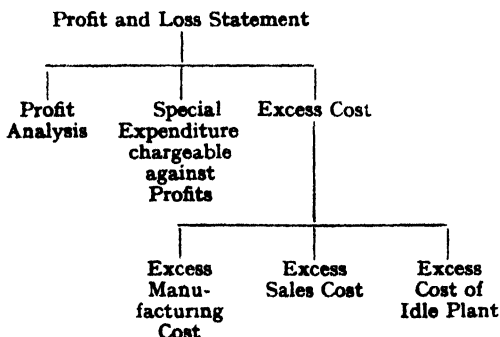 Profit and Loss Statement
Profit
Analysis
Special
Expenditure
chargeable
against
Profits
Excess Cost
Excess
Manu-
facturing
Cost
Excess
Sales Cost
Excess
Cost of
Idle Plant